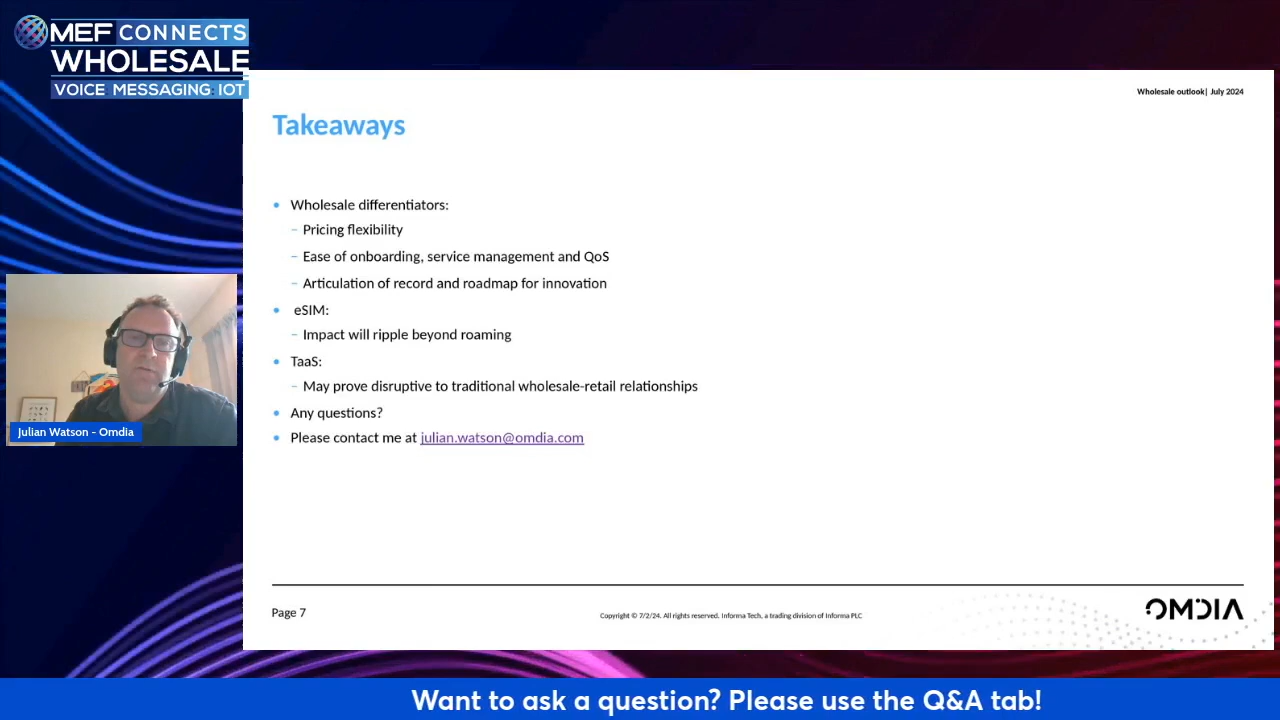 MEF CONNECTS
WHOLESALE
VOICE MESSAGING IOT
Wholesale outlook| July 2024
Takeaways
• Wholesale differentiators:
– Pricing flexibility
– Ease of onboarding, service management and QoS
– Articulation of record and roadmap for innovation
• eSIM:
– Impact will ripple beyond roaming
• TaaS:
– May prove disruptive to traditional wholesale-retail relationships
• Any questions?
• Please contact me at julian.watson@omdia.com
Julian Watson - Omdia
Page 7
Copyright © 7/2/24. All rights reserved. Informa Tech, a trading division of Informa PLC
OMDIA
Want to ask a question? Please use the Q&A tab!